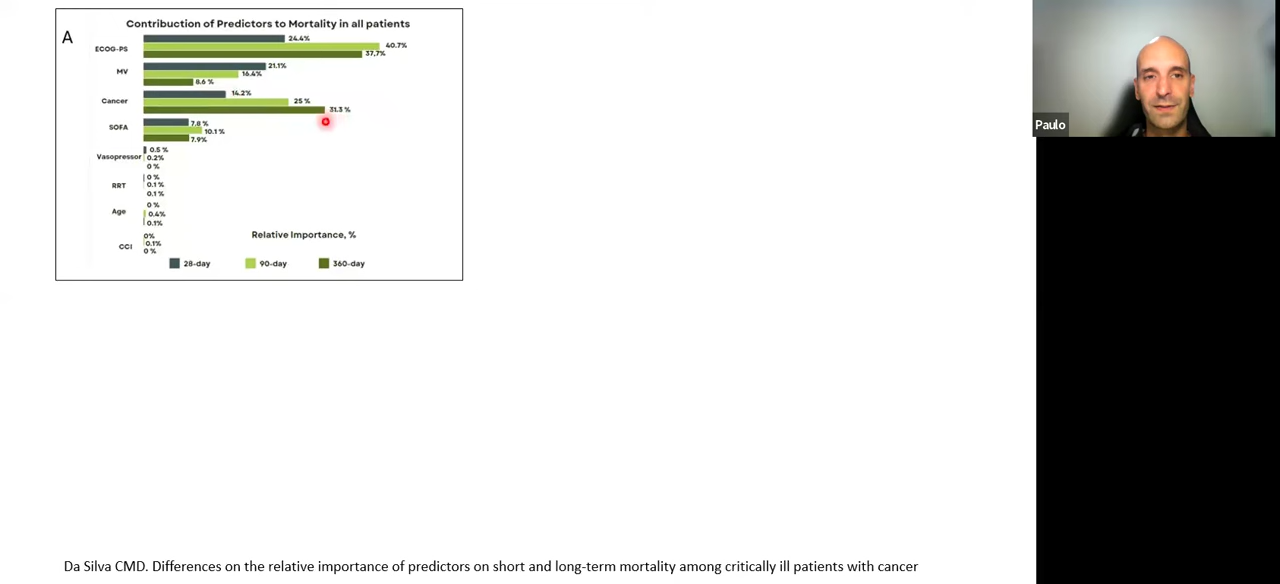 Contribuction of Predictors to Mortality in all patients
A
ECOG-PS
24.4%
40.7%
37,7%
MV
21.1%
16.4%
8.6 %
Cancer
14.2%
25 %
31.3 %
SOFA
7.8 %
10.1 %
7.9%
Vasopressor
0.5 %
0.2%
0 %
RRT
0 %
0.1 %
0.1 %
Age
0 %
0.4%
0.1%
CCI
0%
0.1%
0 %
Relative Importance, %
28-day 90-day 360-day
Paulo
Da Silva CMD. Differences on the relative importance of predictors on short and long-term mortality among critically ill patients with cancer